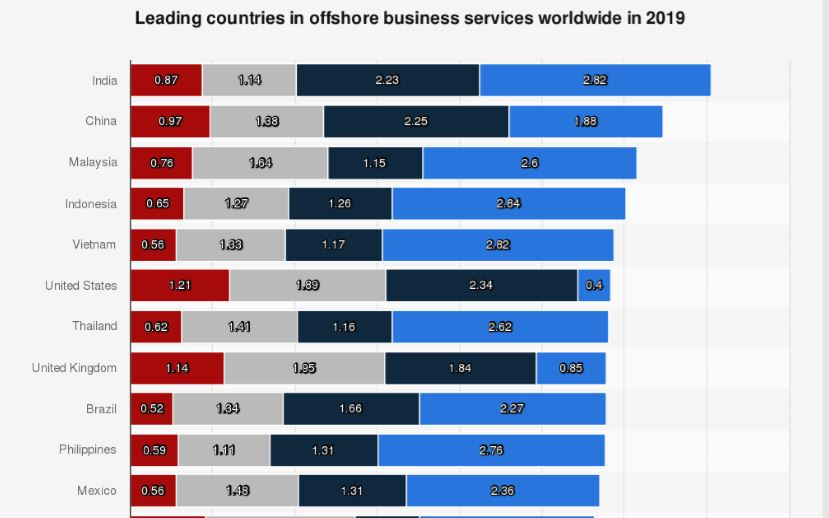 Leading countries in offshore business services worldwide in 2019
India 0.87 1.14 2.23 2.82
China 0.97 1.38 2.25 1.88
Malaysia 0.76 1.64 1.15 2.6
Indonesia 0.65 1.27 1.26 2.84
Vietnam 0.56 1.33 1.17 2.82
United States 1.21 1.89 2.34 0.4
Thailand 0.62 1.41 1.16 2.62
United Kingdom 1.14 1.95 1.84 0.85
Brazil 0.52 1.34 1.66 2.27
Philippines 0.59 1.11 1.31 2.76
Mexico 0.56 1.48 1.31 2.36